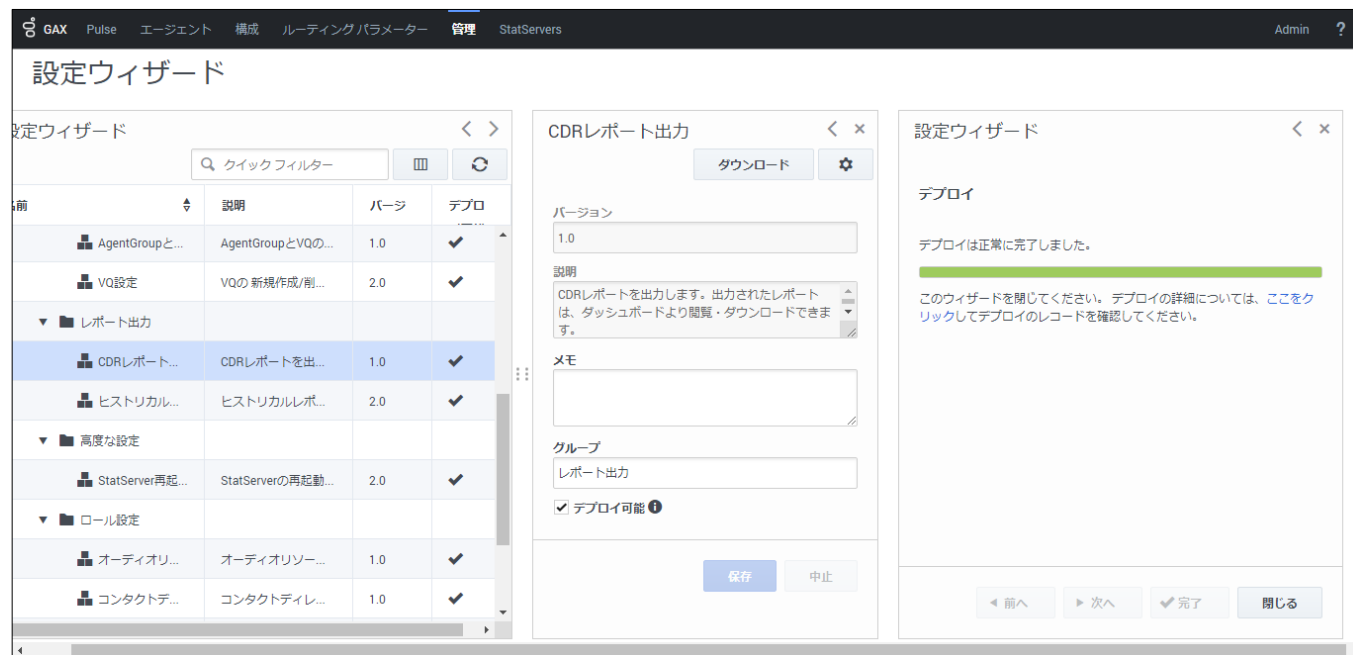 GAX Pulse エージェント 構成 ルーティング パラメーター 管理 StatServers Admin ?
設定ウィザード
設定ウィザード
クイック フィルター
名前 説明 バージ デプロ
AgentGroupと... AgentGroupとVQの... 1.0
VQ設定 VQの 新規作成/削... 2.0
レポート出力
CDRレポート... CDRレポートを出... 1.0
ヒストリカル... ヒストリカルレポ... 2.0
高度な設定
StatServer再起... StatServerの再起動... 2.0
ロール設定
オーディオリ... オーディオリソー... 1.0
コンタクトデ... コンタクトディレ... 1.0
CDRレポート出力
ダウンロード
バージョン
1.0
説明
CDRレポートを出力します。出力されたレポート
は、ダッシュボードより閲覧・ダウンロードできま
す。
メモ
グループ
レポート出力
デプロイ可能
保存 中止
設定ウィザード
デプロイ
デプロイは正常に完了しました。
このウィザードを閉じてください。 デプロイの詳細については、ここをク
リックしてデプロイのレコードを確認してください。
前へ 次へ 完了 閉じる